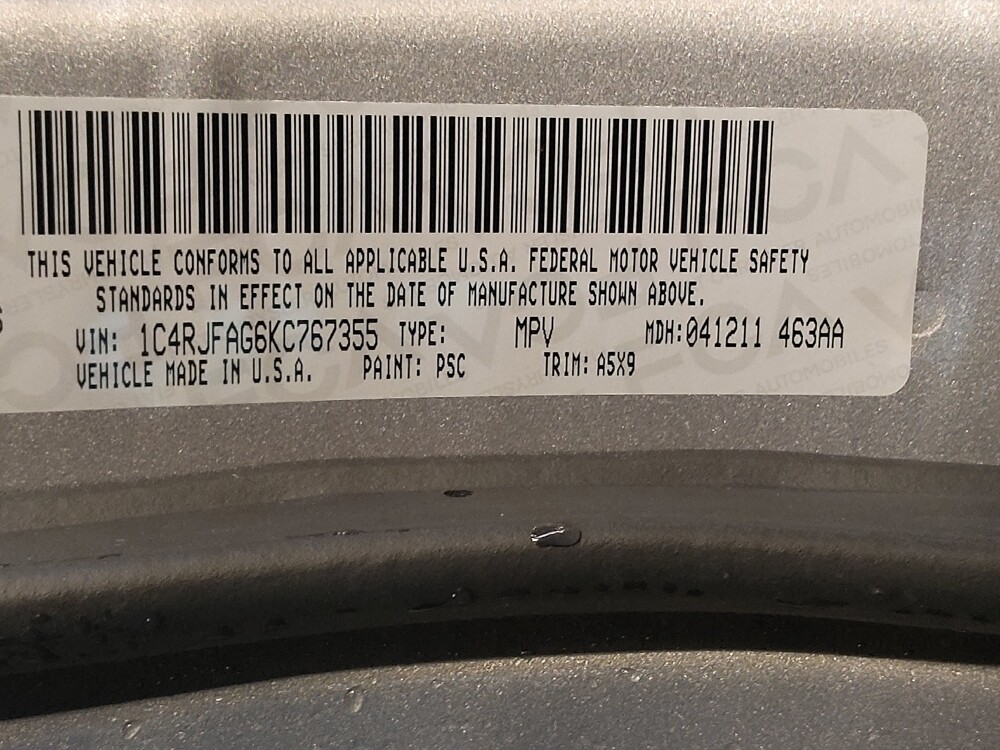 THIS VEHICLE CONFORMS TO ALL APPLICABLE U.S.A. FEDERAL MOTOR VEHICLE SAFETY
STANDARDS IN EFFECT ON THE DATE OF MANUFACTURE SHOWN ABOVE.
VIN: 1C4RJFAG6KC767355 TYPE: MPV MDH:041211 463AA
VEHICLE MADE IN U.S.A. PAINT: PSC TRIM: A5X9